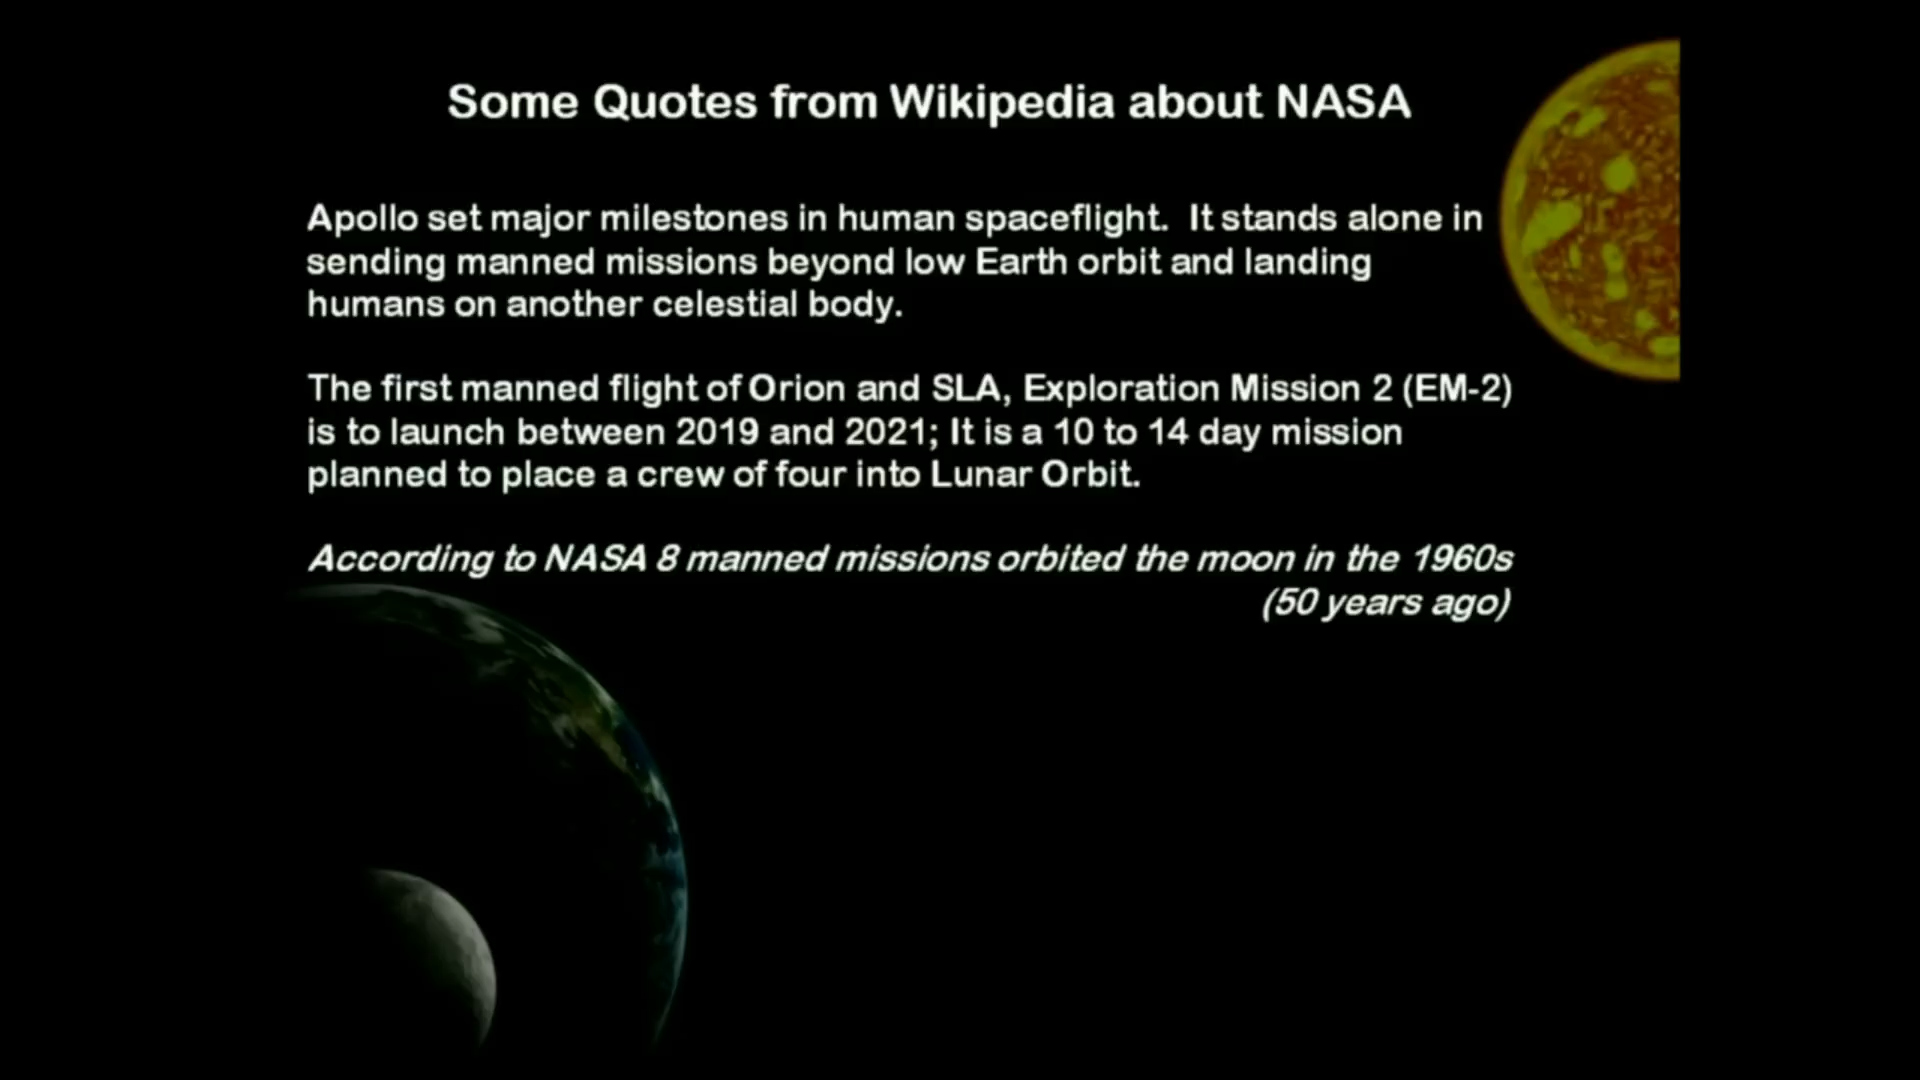 Some Quotes from Wikipedia about NASA
Apollo set major milestones in human spaceflight.  It stands alone in
sending manned missions beyond low Earth orbit and landing
humans on another celestial body.
The first manned flight of Orion and SLA, Exploration Mission 2 (EM-2)
is to launch between 2019 and 2021; It is a 10 to 14 day mission
planned to place a crew of four into Lunar Orbit.
According to NASA 8 manned missions orbited the moon in the 1960s
(50 years ago)